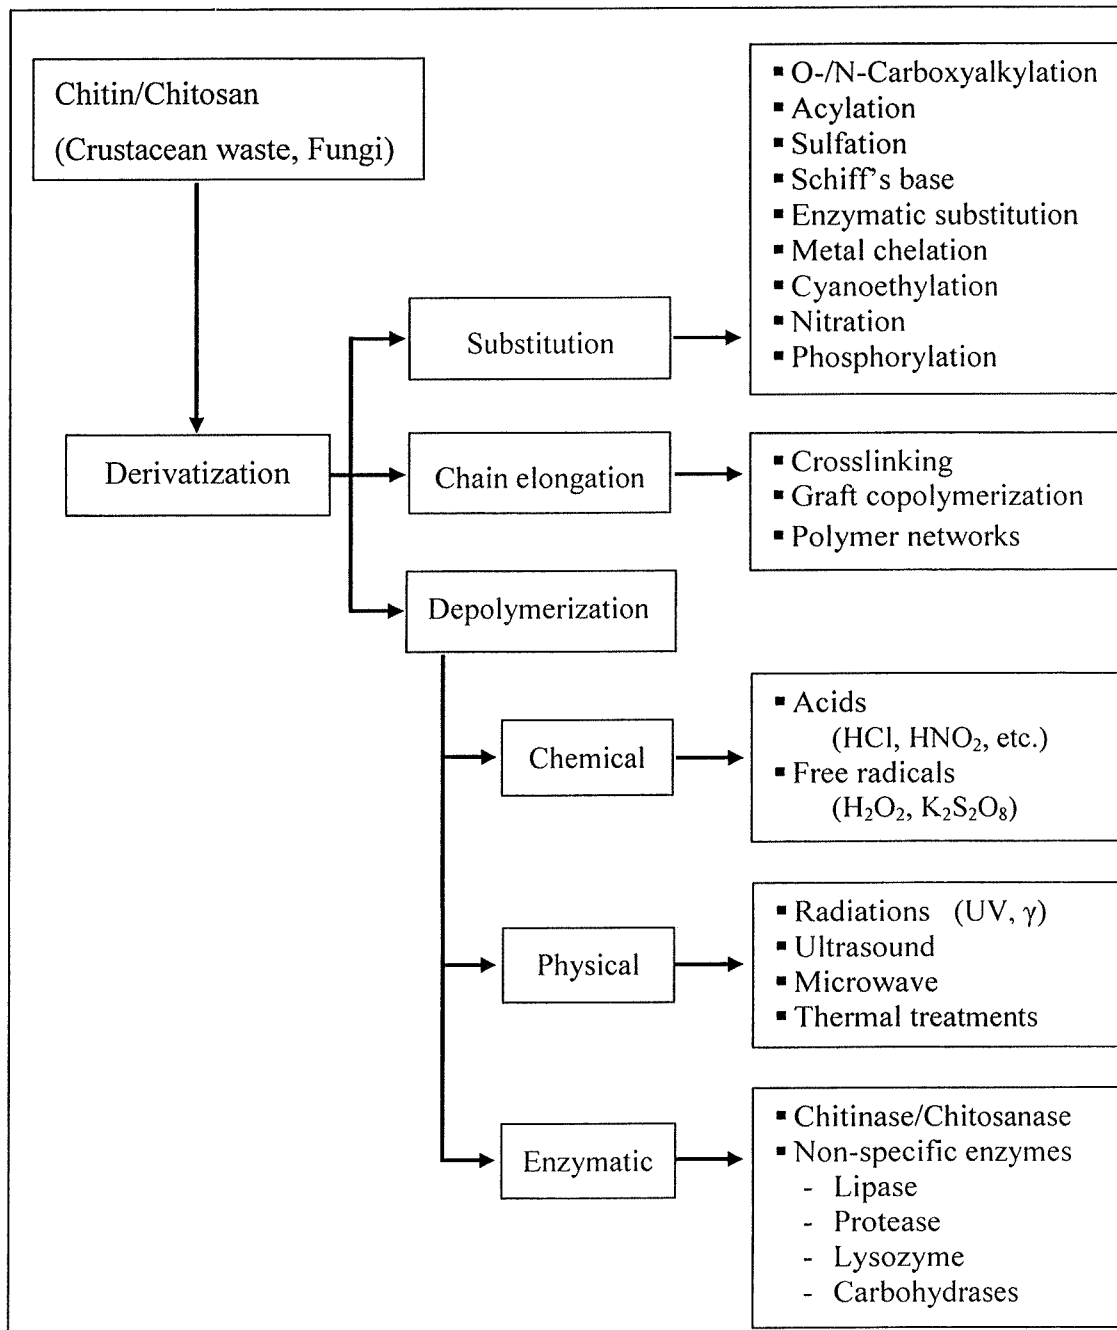 Chitin/Chitosan
(Crustacean waste, Fungi)
▪ O-/N-Carboxyalkylation
▪ Acylation
▪ Sulfation
▪ Schiff's base
▪ Enzymatic substitution
▪ Metal chelation
▪ Cyanoethylation
▪ Nitration
▪ Phosphorylation
Substitution
Derivatization
Chain elongation
▪ Crosslinking
▪ Graft copolymerization
▪ Polymer networks
Depolymerization
Chemical
▪ Acids
(HCl, HNO₂, etc.)
▪ Free radicals
(H₂O₂, K₂S₂O₈)
Physical
▪ Radiations (UV, γ)
▪ Ultrasound
▪ Microwave
▪ Thermal treatments
Enzymatic
▪ Chitinase/Chitosanase
▪ Non-specific enzymes
- Lipase
- Protease
- Lysozyme
- Carbohydrases